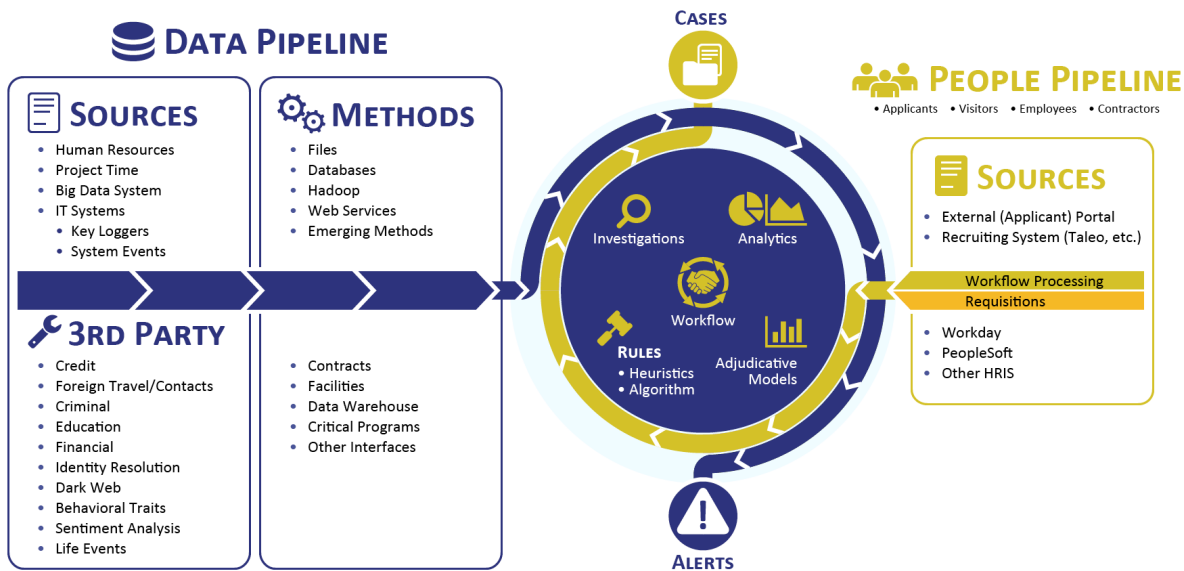 DATA PIPELINE
SOURCES
• Human Resources
• Project Time
• Big Data System
• IT Systems
• Key Loggers
• System Events
METHODS
• Files
• Databases
• Hadoop
• Web Services
• Emerging Methods
3RD PARTY
• Credit
• Foreign Travel/Contacts
• Criminal
• Education
• Financial
• Identity Resolution
• Dark Web
• Behavioral Traits
• Sentiment Analysis
• Life Events
• Contracts
• Facilities
• Data Warehouse
• Critical Programs
• Other Interfaces
CASES
Investigations
Analytics
Workflow
RULES
• Heuristics
• Algorithm
Adjudicative
Models
ALERTS
PEOPLE PIPELINE
• Applicants • Visitors • Employees • Contractors
SOURCES
• External (Applicant) Portal
• Recruiting System (Taleo, etc.)
Workflow Processing
Requisitions
• Workday
• PeopleSoft
• Other HRIS